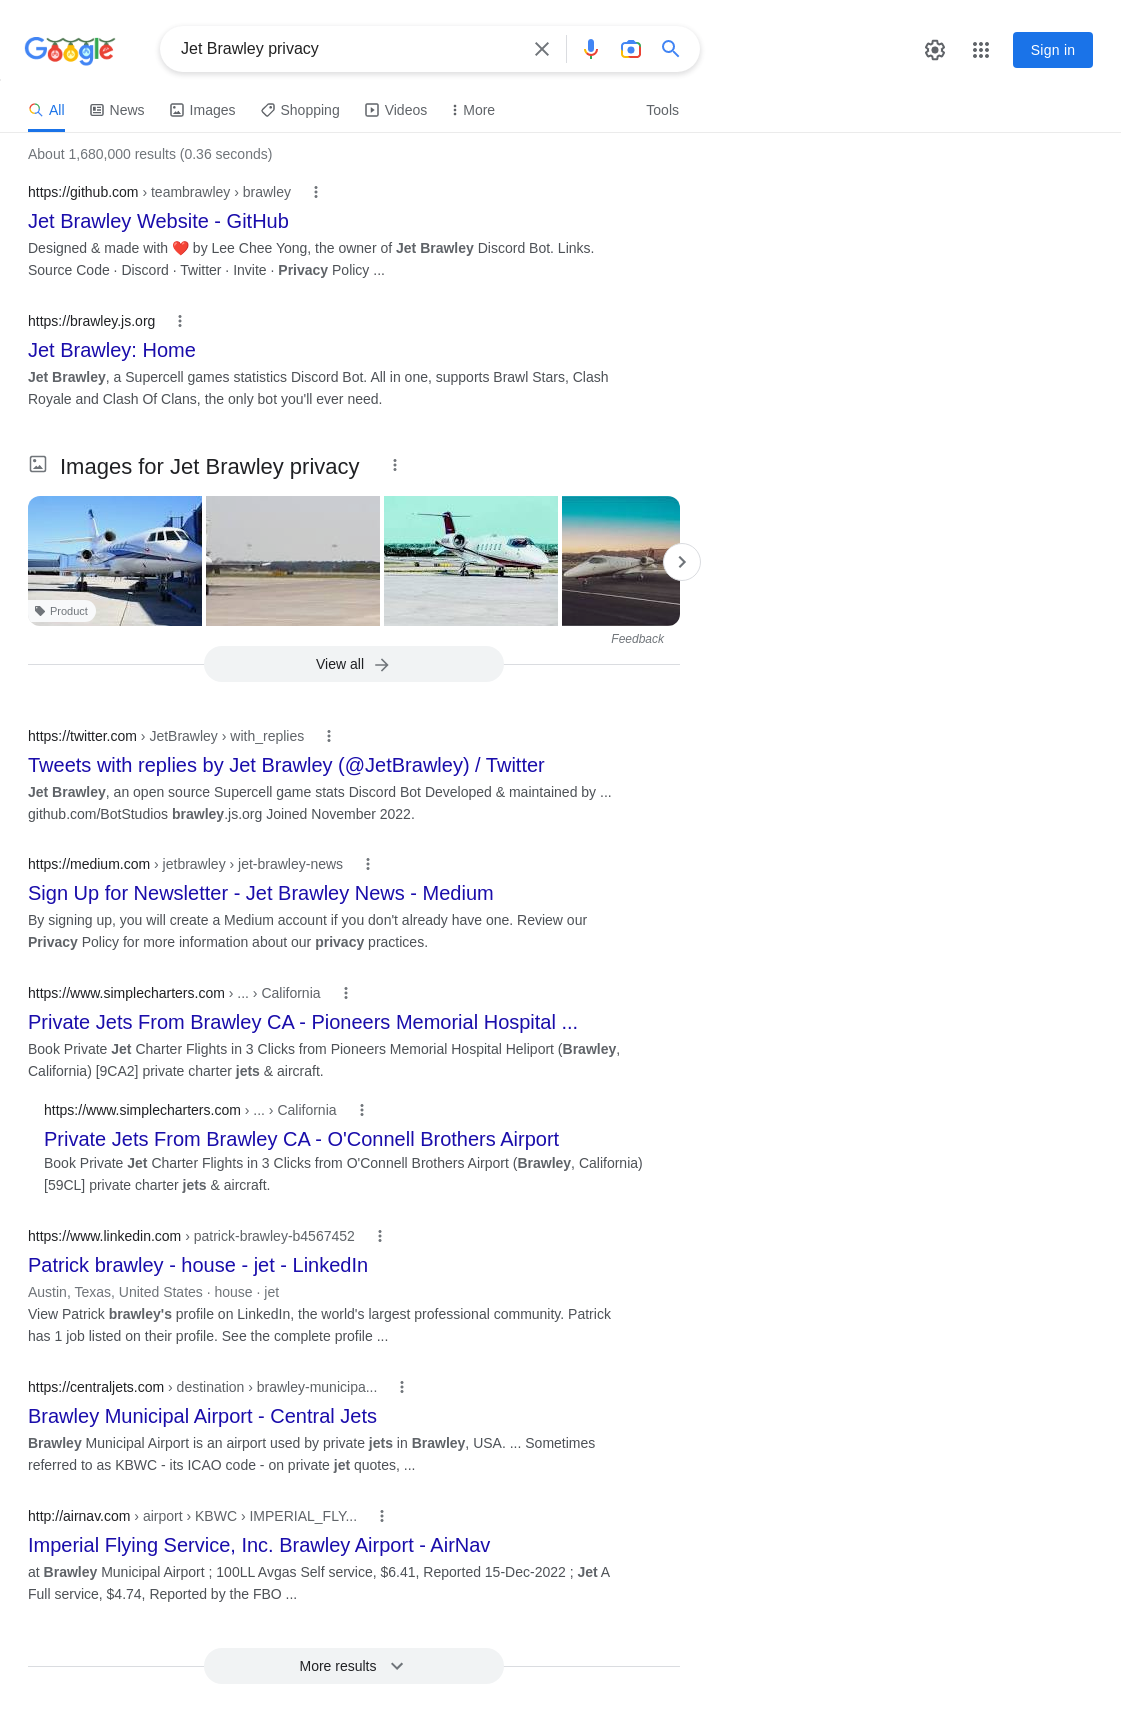 Google
Jet Brawley privacy
Sign in
All
News
Images
Shopping
Videos
More
Tools
About 1,680,000 results (0.36 seconds)
https://github.com › teambrawley › brawley
Jet Brawley Website - GitHub
Designed & made with ❤️ by Lee Chee Yong, the owner of Jet Brawley Discord Bot. Links.
Source Code · Discord · Twitter · Invite · Privacy Policy ...
https://brawley.js.org
Jet Brawley: Home
Jet Brawley, a Supercell games statistics Discord Bot. All in one, supports Brawl Stars, Clash
Royale and Clash Of Clans, the only bot you'll ever need.
Images for Jet Brawley privacy
Product
Feedback
View all
https://twitter.com › JetBrawley › with_replies
Tweets with replies by Jet Brawley (@JetBrawley) / Twitter
Jet Brawley, an open source Supercell game stats Discord Bot Developed & maintained by ...
github.com/BotStudios brawley.js.org Joined November 2022.
https://medium.com › jetbrawley › jet-brawley-news
Sign Up for Newsletter - Jet Brawley News - Medium
By signing up, you will create a Medium account if you don't already have one. Review our
Privacy Policy for more information about our privacy practices.
https://www.simplecharters.com › ... › California
Private Jets From Brawley CA - Pioneers Memorial Hospital ...
Book Private Jet Charter Flights in 3 Clicks from Pioneers Memorial Hospital Heliport (Brawley,
California) [9CA2] private charter jets & aircraft.
https://www.simplecharters.com › ... › California
Private Jets From Brawley CA - O'Connell Brothers Airport
Book Private Jet Charter Flights in 3 Clicks from O'Connell Brothers Airport (Brawley, California)
[59CL] private charter jets & aircraft.
https://www.linkedin.com › patrick-brawley-b4567452
Patrick brawley - house - jet - LinkedIn
Austin, Texas, United States · house · jet
View Patrick brawley's profile on LinkedIn, the world's largest professional community. Patrick
has 1 job listed on their profile. See the complete profile ...
https://centraljets.com › destination › brawley-municipa...
Brawley Municipal Airport - Central Jets
Brawley Municipal Airport is an airport used by private jets in Brawley, USA. ... Sometimes
referred to as KBWC - its ICAO code - on private jet quotes, ...
http://airnav.com › airport › KBWC › IMPERIAL_FLY...
Imperial Flying Service, Inc. Brawley Airport - AirNav
at Brawley Municipal Airport ; 100LL Avgas Self service, $6.41, Reported 15-Dec-2022 ; Jet A
Full service, $4.74, Reported by the FBO ...
More results